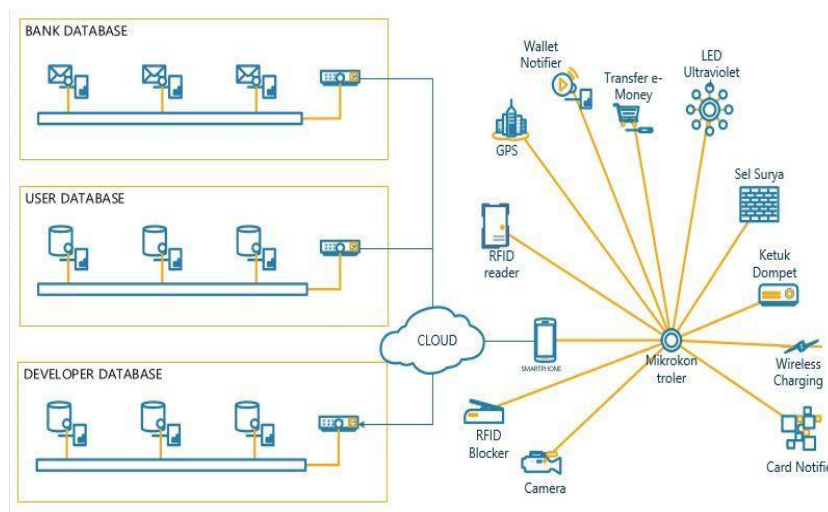 BANK DATABASE
USER DATABASE
DEVELOPER DATABASE
CLOUD
SMARTPHONE
Wallet
Notifier
Transfer e-
Money
LED
Ultraviolet
GPS
Sel Surya
RFID
reader
Ketuk
Dompet
Mikrokon
troler
Wireless
Charging
RFID
Blocker
Camera
Card Notifie